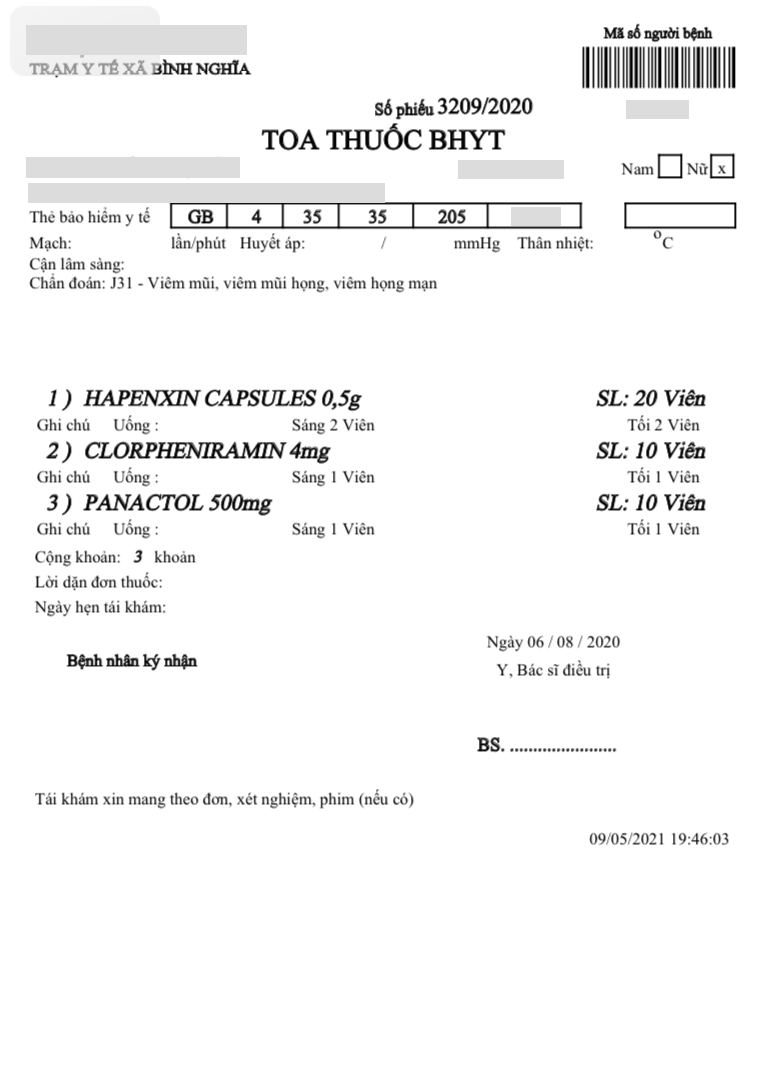 Mã số người bệnh
TRẠM Y TẾ XÃ BÌNH NGHĨA
Số phiếu 3209/2020
TOA THUỐC BHYT
Nam Nữ x
Thẻ bảo hiểm y tế GB 4 35 35 205
Mạch: lần/phút Huyết áp: / mmHg Thân nhiệt: °C
Cận lâm sàng:
Chẩn đoán: J31 - Viêm mũi, viêm mũi họng, viêm họng mạn
1 ) HAPENXIN CAPSULES 0,5g SL: 20 Viên
Ghi chú Uống : Sáng 2 Viên Tối 2 Viên
2 ) CLORPHENIRAMIN 4mg SL: 10 Viên
Ghi chú Uống : Sáng 1 Viên Tối 1 Viên
3 ) PANACTOL 500mg SL: 10 Viên
Ghi chú Uống : Sáng 1 Viên Tối 1 Viên
Cộng khoản: 3 khoản
Lời dặn đơn thuốc:
Ngày hẹn tái khám:
Ngày 06 / 08 / 2020
Bệnh nhân ký nhận
Y, Bác sĩ điều trị
BS. ........................
Tái khám xin mang theo đơn, xét nghiệm, phim (nếu có)
09/05/2021 19:46:03